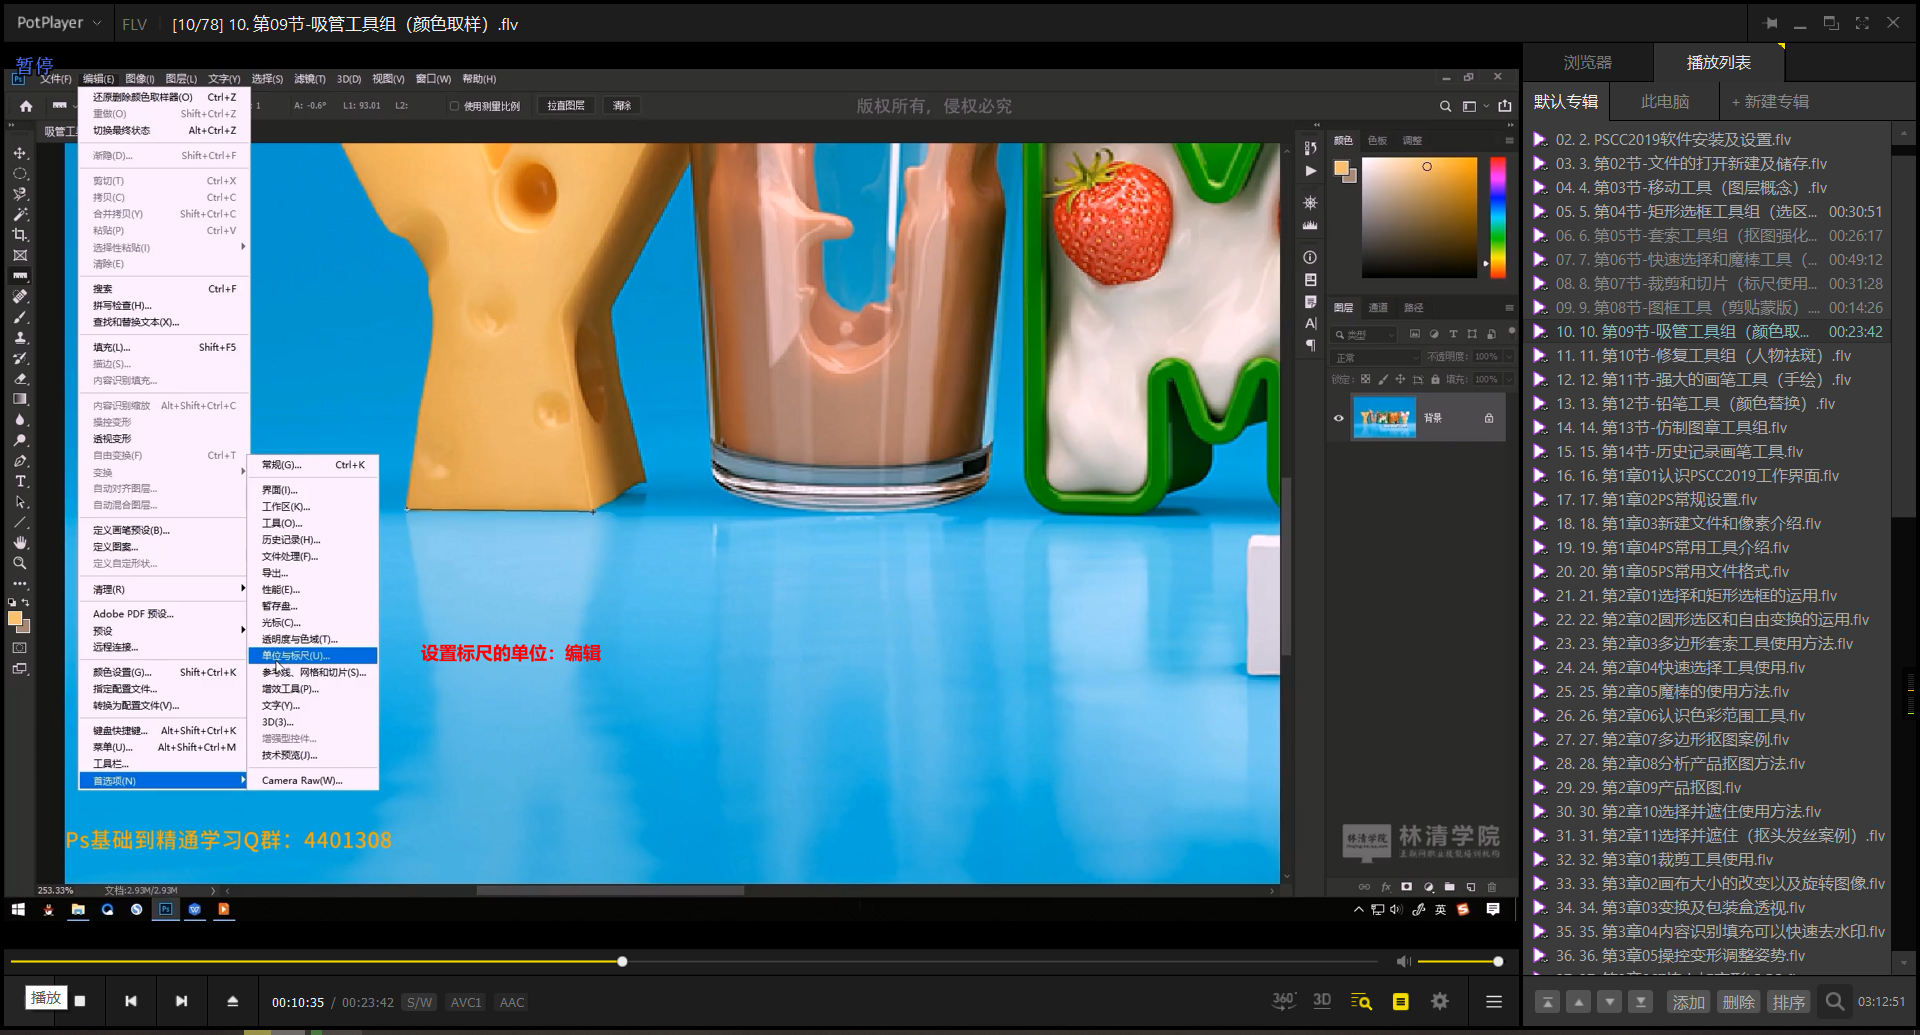 PotPlayer
FLV
[10/78] 10. 第09节-吸管工具组（颜色取样）.flv
暂停
文件(F) 编辑(E) 图像(I) 图层(L) 文字(Y) 选择(S) 滤镜(T) 3D(D) 视图(V) 窗口(W) 帮助(H)
1 A: -0.6° L1: 93.01 L2: 使用测量比例 拉直图层 清除
版权所有，侵权必究
吸管工
还原删除颜色取样器(O) Ctrl+Z
重做(O) Shift+Ctrl+Z
切换最终状态 Alt+Ctrl+Z
渐隐(D)... Shift+Ctrl+F
剪切(T) Ctrl+X
拷贝(C) Ctrl+C
合并拷贝(Y) Shift+Ctrl+C
粘贴(P) Ctrl+V
选择性粘贴(I)
清除(E)
搜索 Ctrl+F
拼写检查(H)...
查找和替换文本(X)...
填充(L)... Shift+F5
描边(S)...
内容识别填充...
内容识别缩放 Alt+Shift+Ctrl+C
操控变形
透视变形
自由变换(F) Ctrl+T
变换
自动对齐图层...
自动混合图层...
定义画笔预设(B)...
定义图案...
定义自定形状...
清理(R)
Adobe PDF 预设...
预设
远程连接...
颜色设置(G)... Shift+Ctrl+K
指定配置文件...
转换为配置文件(V)...
键盘快捷键... Alt+Shift+Ctrl+K
菜单(U)... Alt+Shift+Ctrl+M
工具栏...
首选项(N)
常规(G)... Ctrl+K
界面(I)...
工作区(K)...
工具(O)...
历史记录(H)...
文件处理(F)...
导出...
性能(E)...
暂存盘...
光标(C)...
透明度与色域(T)...
单位与标尺(U)...
参考线、网格和切片(S)...
增效工具(P)...
文字(Y)...
3D(3)...
增强型控件...
技术预览(J)...
Camera Raw(W)...
设置标尺的单位：编辑
Ps基础到精通学习Q群：4401308
253.33% 文档:2.93M/2.93M
颜色 色板 调整
图层 通道 路径
类型
正常 不透明度: 100%
锁定: 填充: 100%
背景
林清学院
林清学院
互联网职业技能培训机构
英
播放
00:10:35 / 00:23:42 S/W AVC1 AAC
360° 3D
浏览器 播放列表
默认专辑 此电脑 + 新建专辑
02. 2. PSCC2019软件安装及设置.flv
03. 3. 第02节-文件的打开新建及储存.flv
04. 4. 第03节-移动工具（图层概念）.flv
05. 5. 第04节-矩形选框工具组（选区... 00:30:51
06. 6. 第05节-套索工具组（抠图强化... 00:26:17
07. 7. 第06节-快速选择和魔棒工具（... 00:49:12
08. 8. 第07节-裁剪和切片（标尺使用... 00:31:28
09. 9. 第08节-图框工具（剪贴蒙版）.... 00:14:26
10. 10. 第09节-吸管工具组（颜色取... 00:23:42
11. 11. 第10节-修复工具组（人物祛斑）.flv
12. 12. 第11节-强大的画笔工具（手绘）.flv
13. 13. 第12节-铅笔工具（颜色替换）.flv
14. 14. 第13节-仿制图章工具组.flv
15. 15. 第14节-历史记录画笔工具.flv
16. 16. 第1章01认识PSCC2019工作界面.flv
17. 17. 第1章02PS常规设置.flv
18. 18. 第1章03新建文件和像素介绍.flv
19. 19. 第1章04PS常用工具介绍.flv
20. 20. 第1章05PS常用文件格式.flv
21. 21. 第2章01选择和矩形选框的运用.flv
22. 22. 第2章02圆形选区和自由变换的运用.flv
23. 23. 第2章03多边形套索工具使用方法.flv
24. 24. 第2章04快速选择工具使用.flv
25. 25. 第2章05魔棒的使用方法.flv
26. 26. 第2章06认识色彩范围工具.flv
27. 27. 第2章07多边形抠图案例.flv
28. 28. 第2章08分析产品抠图方法.flv
29. 29. 第2章09产品抠图.flv
30. 30. 第2章10选择并遮住使用方法.flv
31. 31. 第2章11选择并遮住（抠头发丝案例）.flv
32. 32. 第3章01裁剪工具使用.flv
33. 33. 第3章02画布大小的改变以及旋转图像.flv
34. 34. 第3章03变换及包装盒透视.flv
35. 35. 第3章04内容识别填充可以快速去水印.flv
36. 36. 第3章05操控变形调整姿势.flv
添加 删除 排序 03:12:51